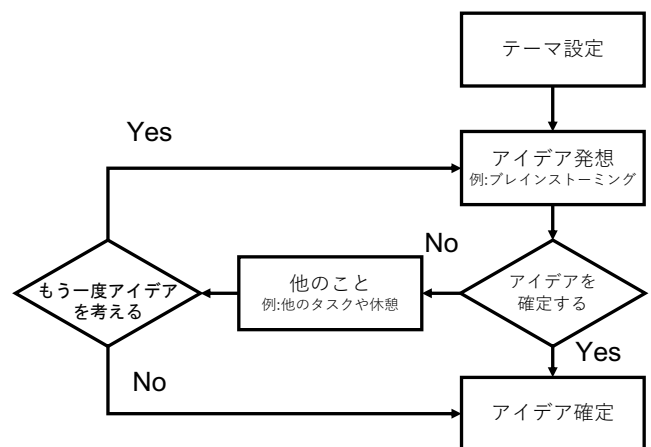 テーマ設定
Yes
アイデア発想
例:ブレインストーミング
No
もう一度アイデア
を考える
他のこと
例:他のタスクや休憩
アイデアを
確定する
Yes
No
アイデア確定